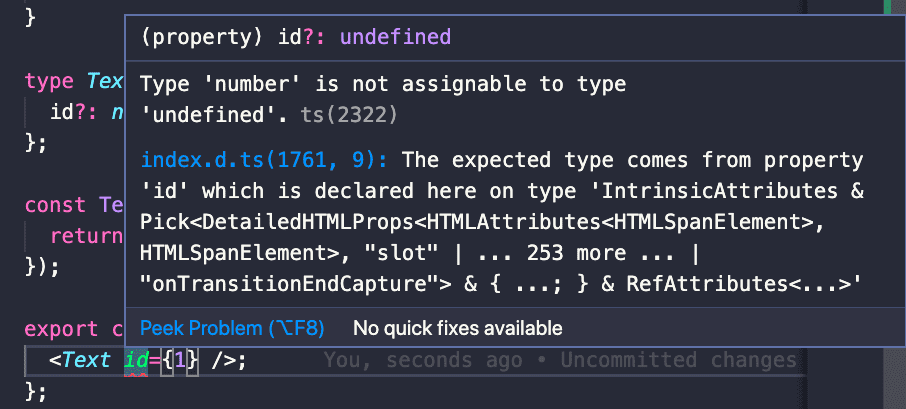 }
(property) id?: undefined
type Tex
Type 'number' is not assignable to type
id?: n
'undefined'. ts(2322)
};
index.d.ts(1761, 9): The expected type comes from property
'id' which is declared here on type 'IntrinsicAttributes &
const Te
Pick<DetailedHTMLProps<HTMLAttributes<HTMLSpanElement>,
return
HTMLSpanElement>, "slot" | ... 253 more ... |
});
"onTransitionEndCapture"> & { ...; } & RefAttributes<...>'
export c
Peek Problem (⌥F8) No quick fixes available
<Text id={1} />; You, seconds ago • Uncommitted changes
};